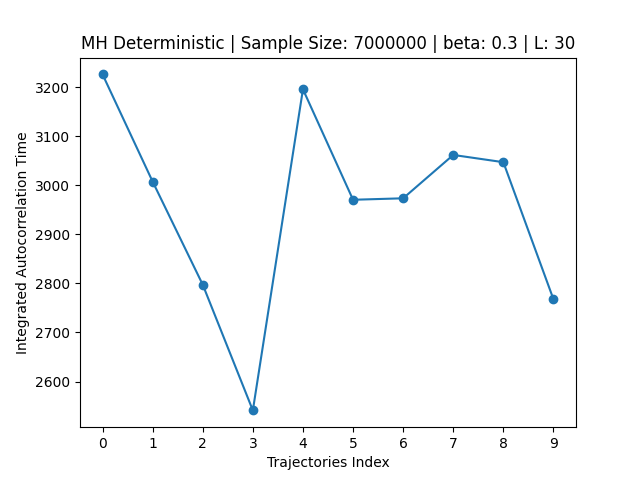 MH Deterministic | Sample Size: 7000000 | beta: 0.3 | L: 30
Integrated Autocorrelation Time
3200
3100
3000
2900
2800
2700
2600
0 1 2 3 4 5 6 7 8 9
Trajectories Index